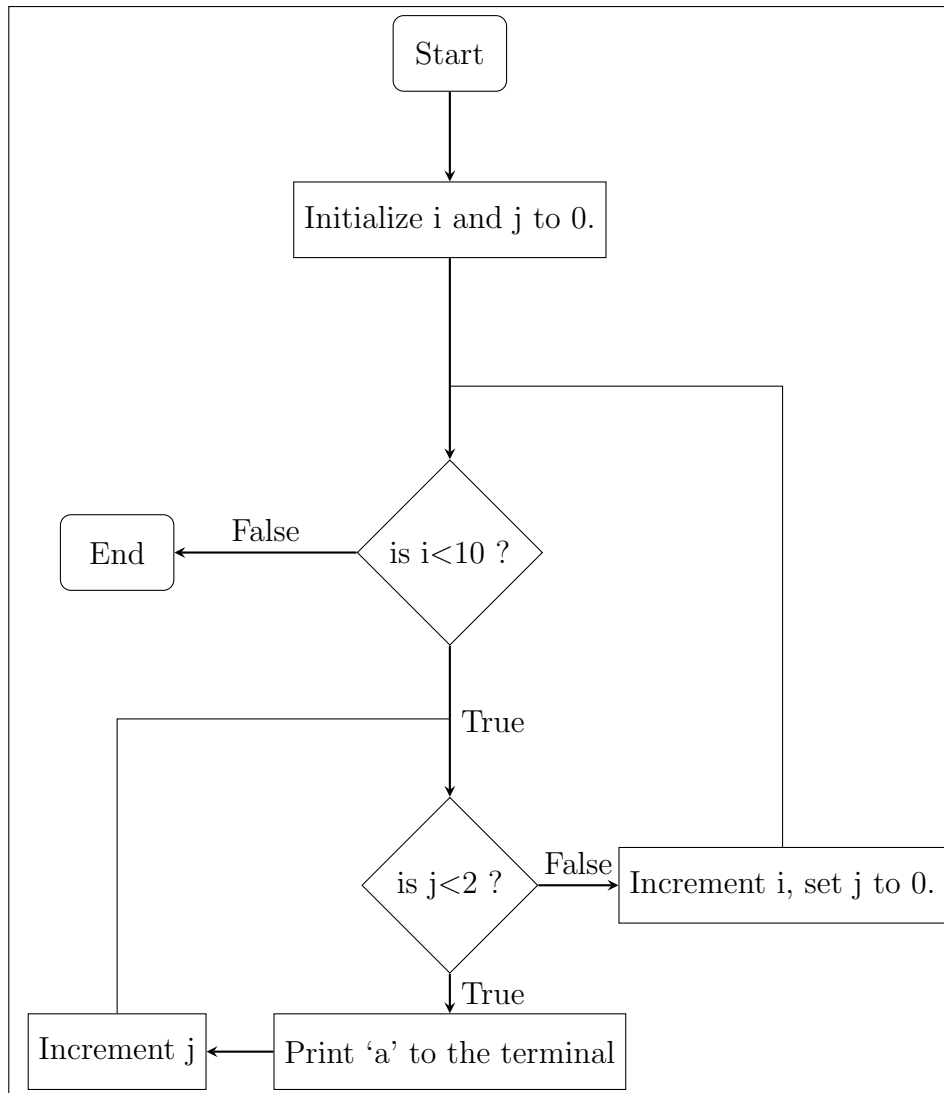 Start
Initialize i and j to 0.
is i<10 ?
False
End
True
is j<2 ?
False
Increment i, set j to 0.
True
Print ‘a’ to the terminal
Increment j